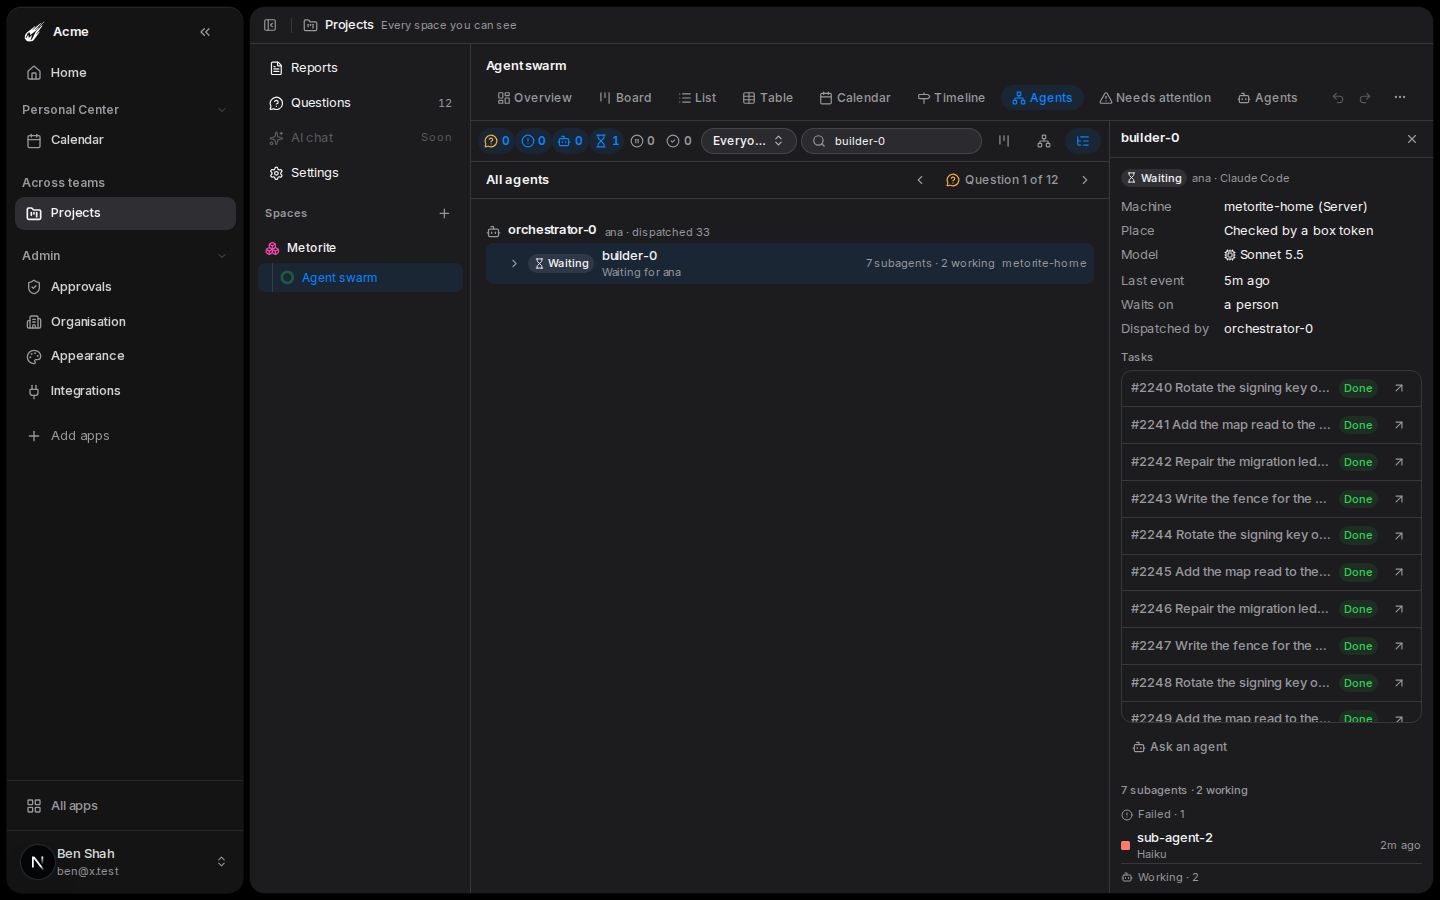 Acme
Home
Personal Center
Calendar
Across teams
Projects
Admin
Approvals
Organisation
Appearance
Integrations
Add apps
All apps
N
Ben Shah
ben@x.test
Projects Every space you can see
Reports
Questions 12
AI chat Soon
Settings
Spaces
Metorite
Agent swarm
Agent swarm
Overview Board List Table Calendar Timeline Agents Needs attention Agents
0 0 0 1 0 0 Everyo... builder-0
All agents
Question 1 of 12
orchestrator-0 ana · dispatched 33
Waiting builder-0 7 subagents · 2 working metorite-home
Waiting for ana
builder-0
Waiting ana · Claude Code
Machine metorite-home (Server)
Place Checked by a box token
Model Sonnet 5.5
Last event 5m ago
Waits on a person
Dispatched by orchestrator-0
Tasks
#2240 Rotate the signing key o... Done
#2241 Add the map read to the ... Done
#2242 Repair the migration led... Done
#2243 Write the fence for the ... Done
#2244 Rotate the signing key o... Done
#2245 Add the map read to the... Done
#2246 Repair the migration led... Done
#2247 Write the fence for the ... Done
#2248 Rotate the signing key o... Done
#2249 Add the map read to the... Done
Ask an agent
7 subagents · 2 working
Failed · 1
sub-agent-2 2m ago
Haiku
Working · 2